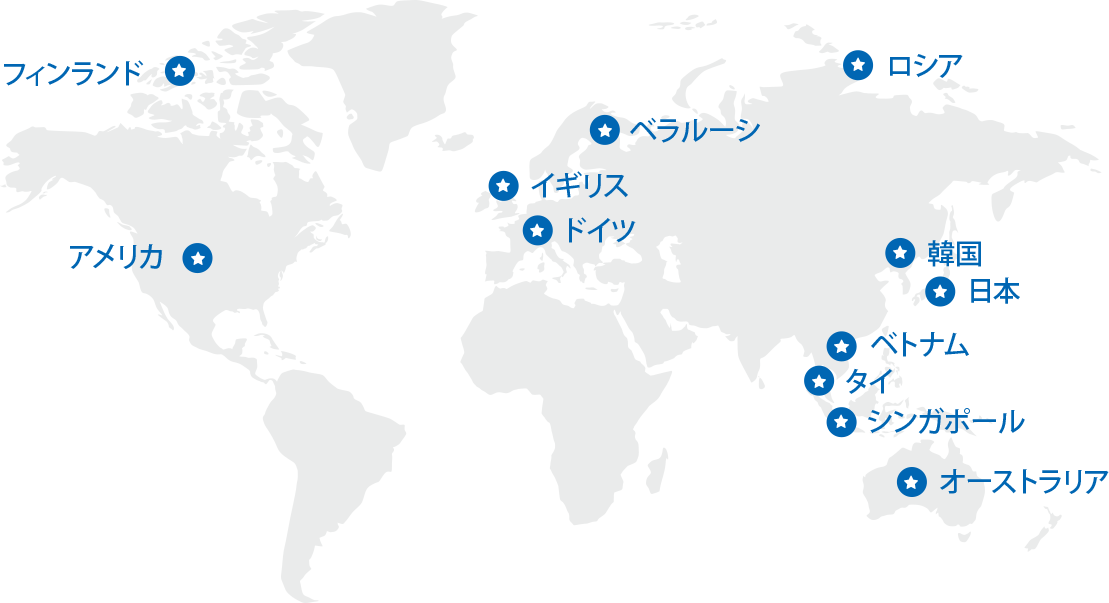 フィンランド
ロシア
ベラルーシ
イギリス
ドイツ
アメリカ
韓国
日本
ベトナム
タイ
シンガポール
オーストラリア